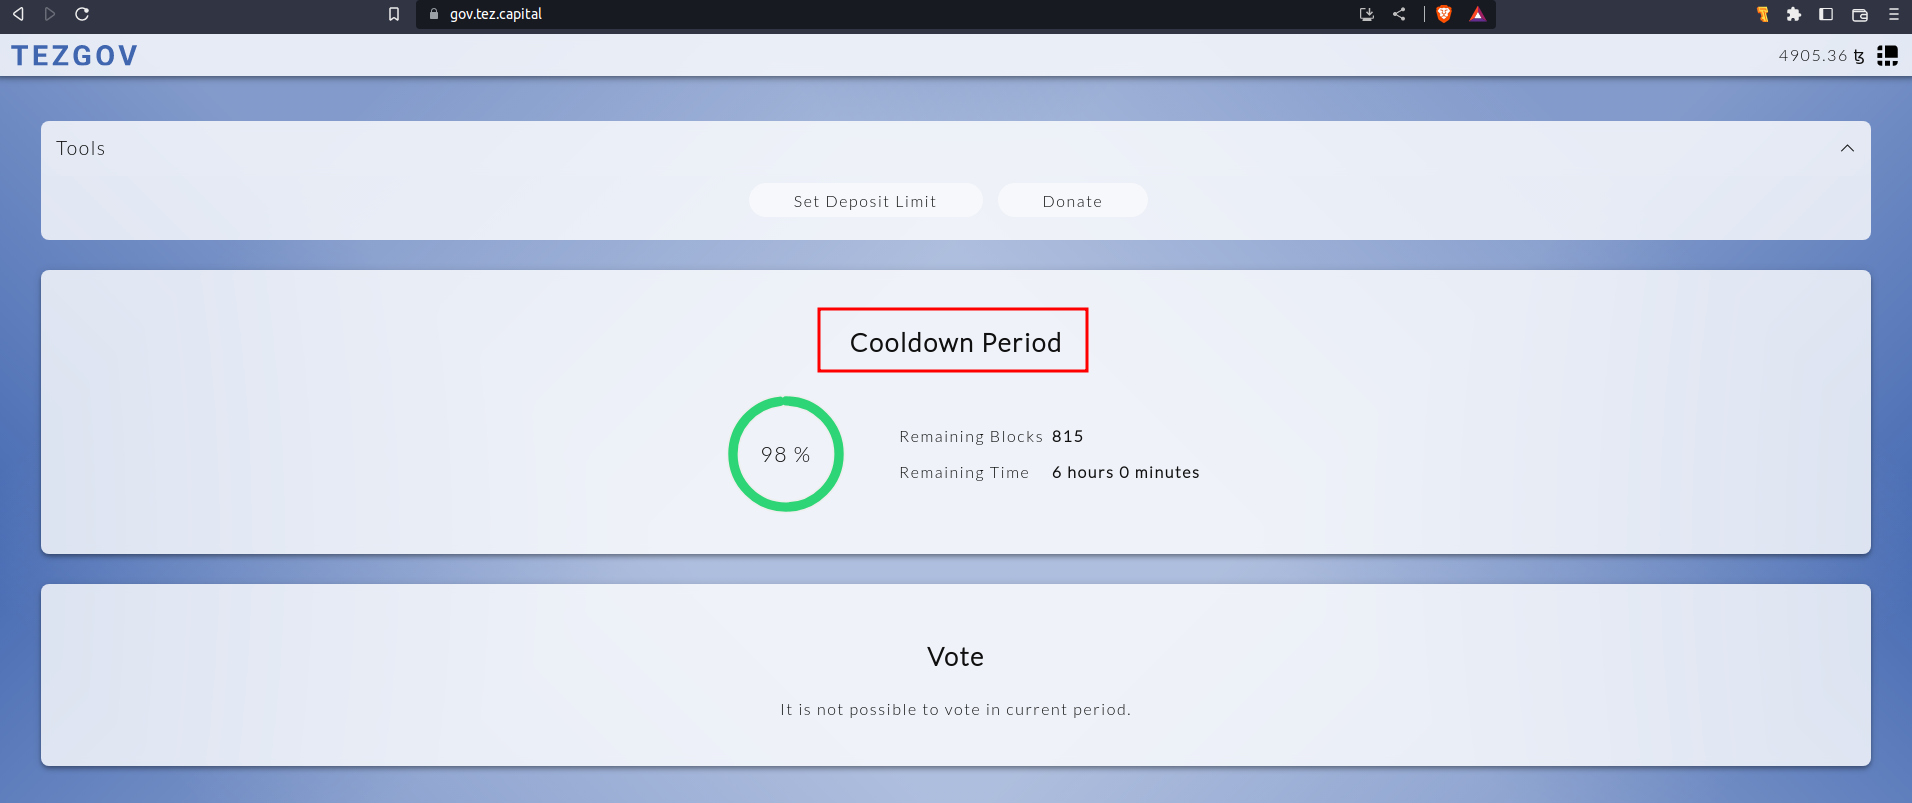 gov.tez.capital
TEZGOV
4905.36 ꜩ
Tools
Set Deposit Limit
Donate
Cooldown Period
98 %
Remaining Blocks 815
Remaining Time 6 hours 0 minutes
Vote
It is not possible to vote in current period.